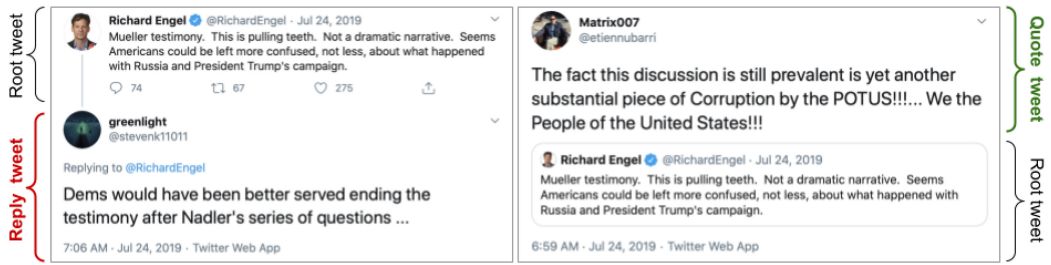 Root tweet
Richard Engel @RichardEngel · Jul 24, 2019
Mueller testimony. This is pulling teeth. Not a dramatic narrative. Seems
Americans could be left more confused, not less, about what happened
with Russia and President Trump's campaign.
74 67 275
Reply tweet
greenlight
@stevenk11011
Replying to @RichardEngel
Dems would have been better served ending the
testimony after Nadler's series of questions ...
7:06 AM · Jul 24, 2019 · Twitter Web App
Matrix007
@etiennubarri
The fact this discussion is still prevalent is yet another
substantial piece of Corruption by the POTUS!!!... We the
People of the United States!!!
Quote tweet
Richard Engel @RichardEngel · Jul 24, 2019
Mueller testimony. This is pulling teeth. Not a dramatic narrative. Seems
Americans could be left more confused, not less, about what happened with
Russia and President Trump's campaign.
Root tweet
6:59 AM · Jul 24, 2019 · Twitter Web App